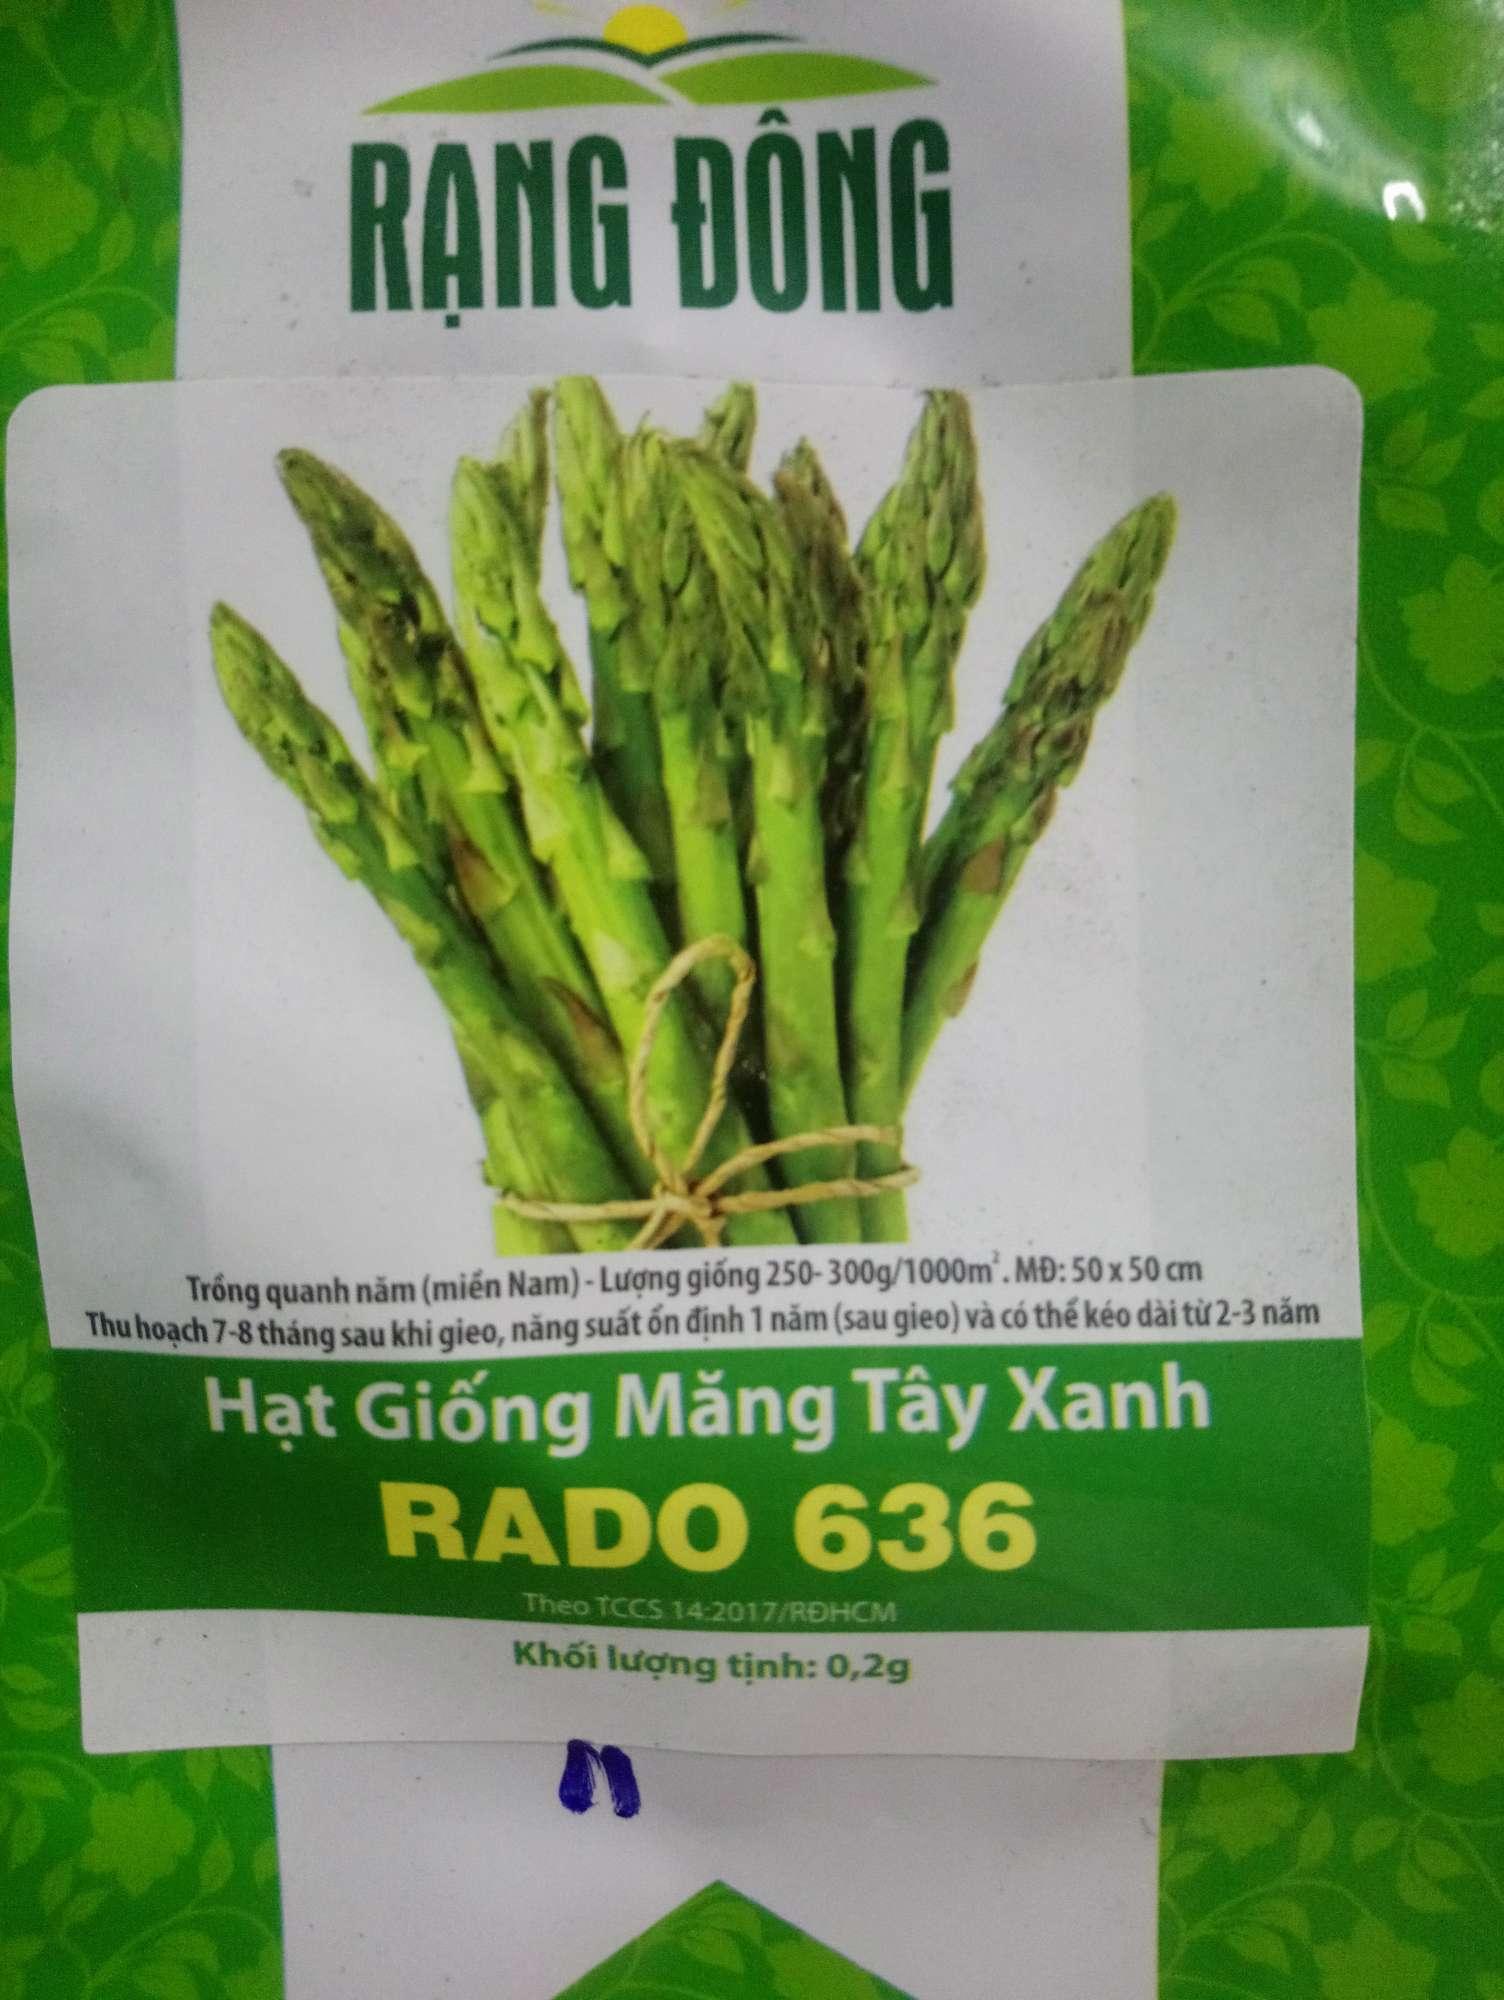 RẠNG ĐÔNG
Trồng quanh năm (miền Nam) - Lượng giống 250- 300g/1000m². MĐ: 50 x 50 cm
Thu hoạch 7-8 tháng sau khi gieo, năng suất ổn định 1 năm (sau gieo) và có thể kéo dài từ 2-3 năm
Hạt Giống Măng Tây Xanh
RADO 636
Theo TCCS 14:2017/RĐHCM
Khối lượng tịnh: 0,2g